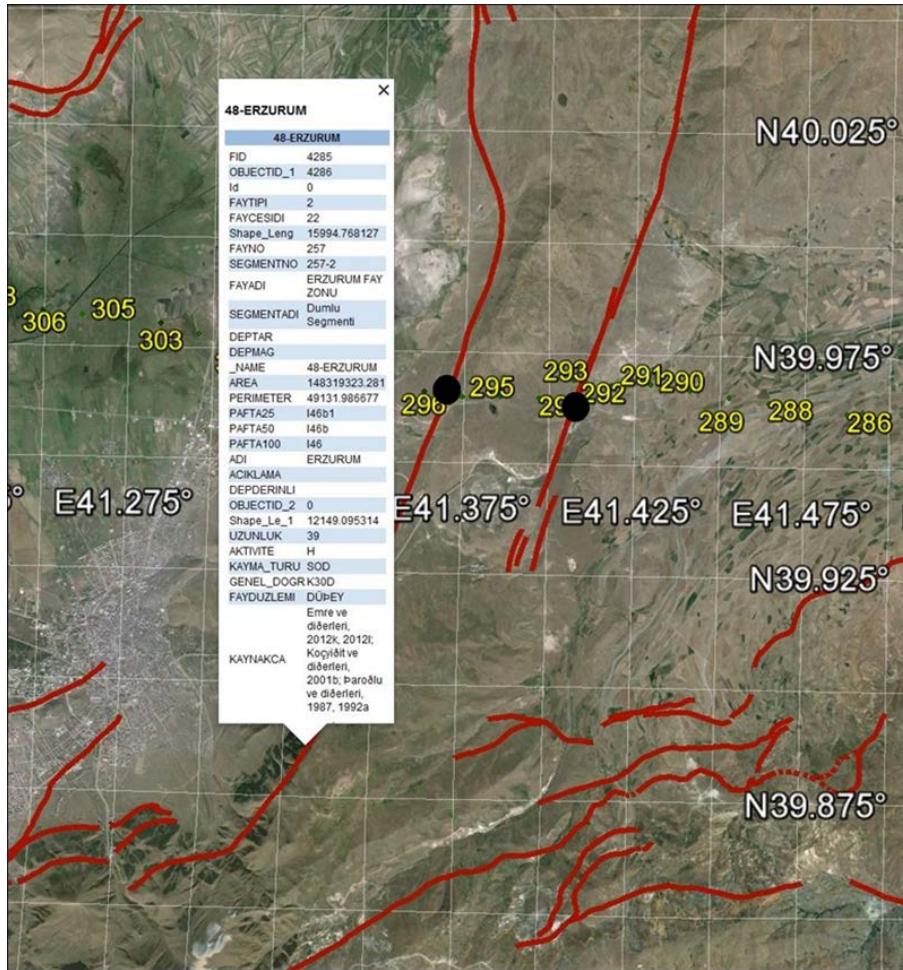 48-ERZURUM
48-ERZURUM
FID 4285
OBJECTID_1 4286
Id 0
FAYTIPI 2
FAYCESIDI 22
Shape_Leng 15994.768127
FAYNO 257
SEGMENTNO 257-2
FAYADI ERZURUM FAY
ZONU
SEGMENTADI Dumlu
Segmenti
DEPTAR
DEPMAG
_NAME 48-ERZURUM
AREA 148319323.281
PERIMETER 49131.986677
PAFTA25 I46b1
PAFTA50 I46b
PAFTA100 I46
ADI ERZURUM
ACIKLAMA
DEPDERINLI
OBJECTID_2 0
Shape_Le_1 12149.095314
UZUNLUK 39
AKTIVITE H
KAYMA_TURU SOD
GENEL_DOGR K30D
FAYDUZLEMI DÜÞEY
KAYNAKCA Emre ve
diðerleri,
2012k, 2012l;
Koçyiðit ve
diðerleri,
2001b; Þaroðlu
ve diðerleri,
1987, 1992a
N40.025°
306 305
303
N39.975°
293 291 290
296 295 292
289 288 286
E41.275° E41.375° E41.425° E41.475°
N39.925°
N39.875°